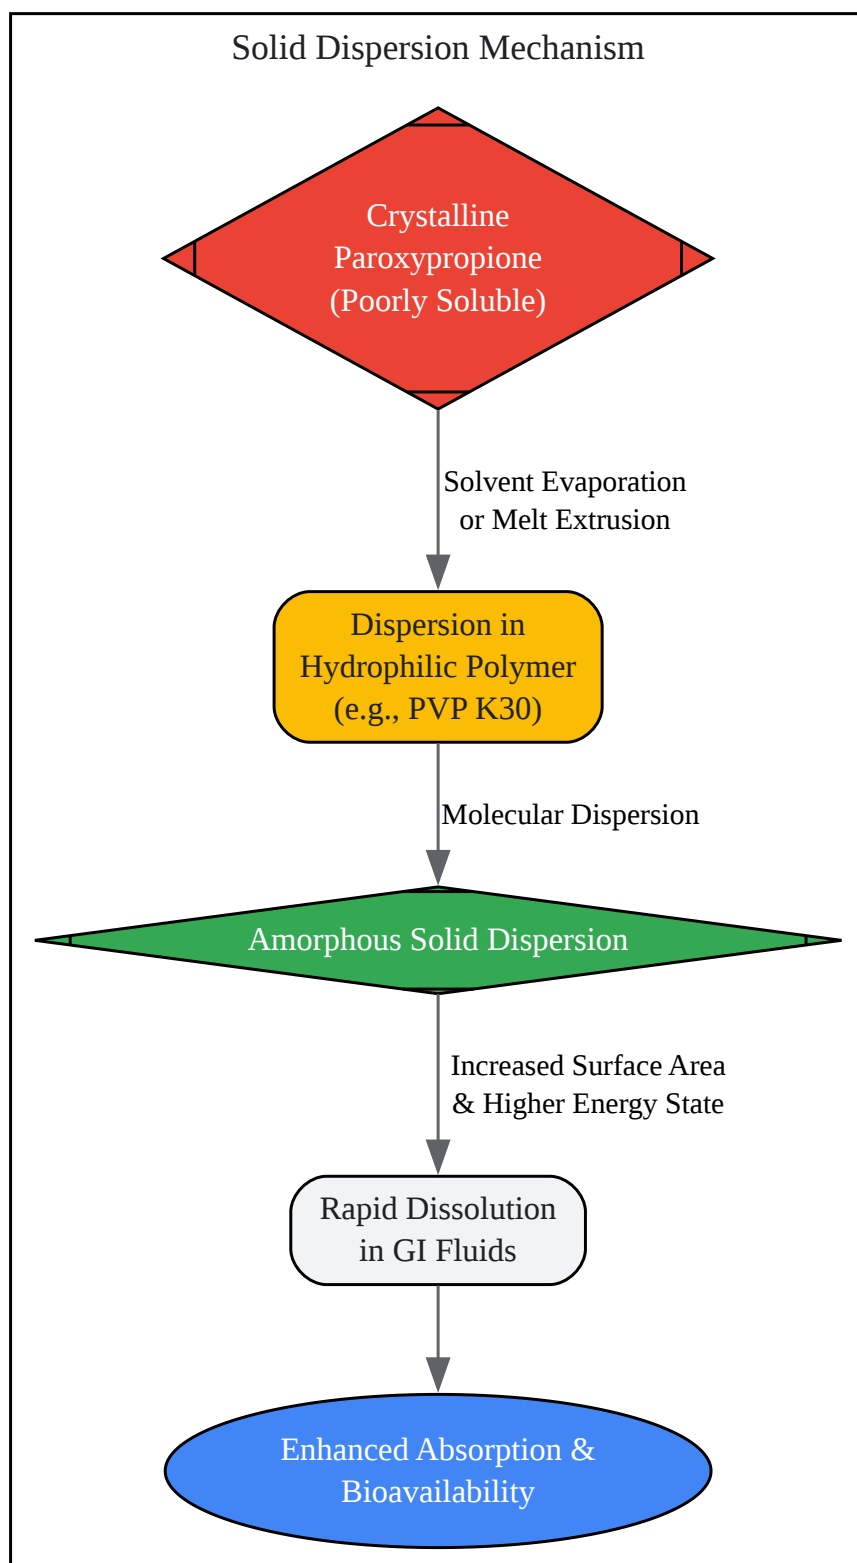 Solid Dispersion Mechanism
Crystalline
Paroxypropione
(Poorly Soluble)
Solvent Evaporation
or Melt Extrusion
Dispersion in
Hydrophilic Polymer
(e.g., PVP K30)
Molecular Dispersion
Amorphous Solid Dispersion
Increased Surface Area
& Higher Energy State
Rapid Dissolution
in GI Fluids
Enhanced Absorption &
Bioavailability